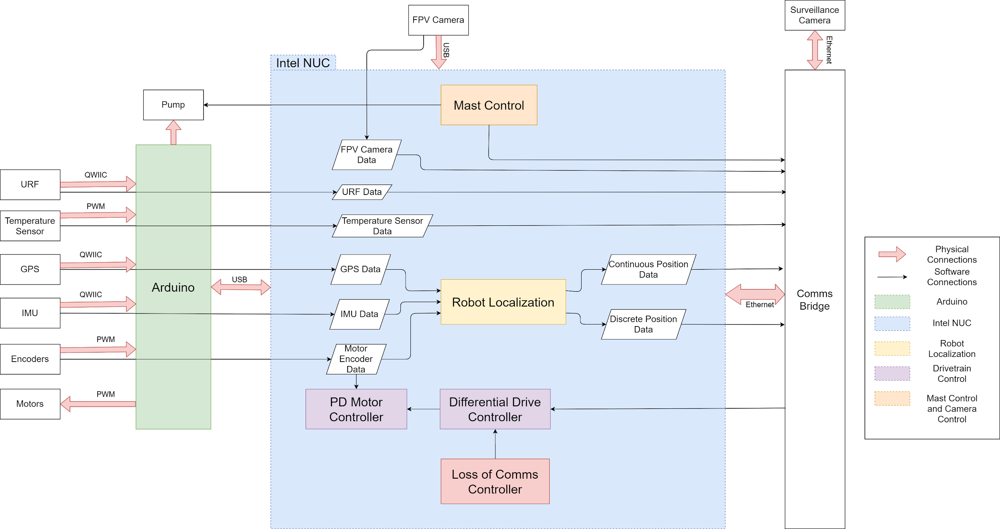 FPV Camera
Surveillance
Camera
USB
Ethernet
Intel NUC
Pump
Mast Control
FPV Camera
Data
URF
QWIIC
URF Data
Temperature
Sensor
PWM
Temperature Sensor
Data
GPS
QWIIC
GPS Data
Continuous Position
Data
Arduino
USB
IMU
QWIIC
IMU Data
Robot Localization
Discrete Position
Data
Ethernet
Comms
Bridge
Encoders
PWM
Motor
Encoder
Data
Motors
PWM
PD Motor
Controller
Differential Drive
Controller
Loss of Comms
Controller
Physical
Connections
Software
Connections
Arduino
Intel NUC
Robot
Localization
Drivetrain
Control
Mast Control
and Camera
Control